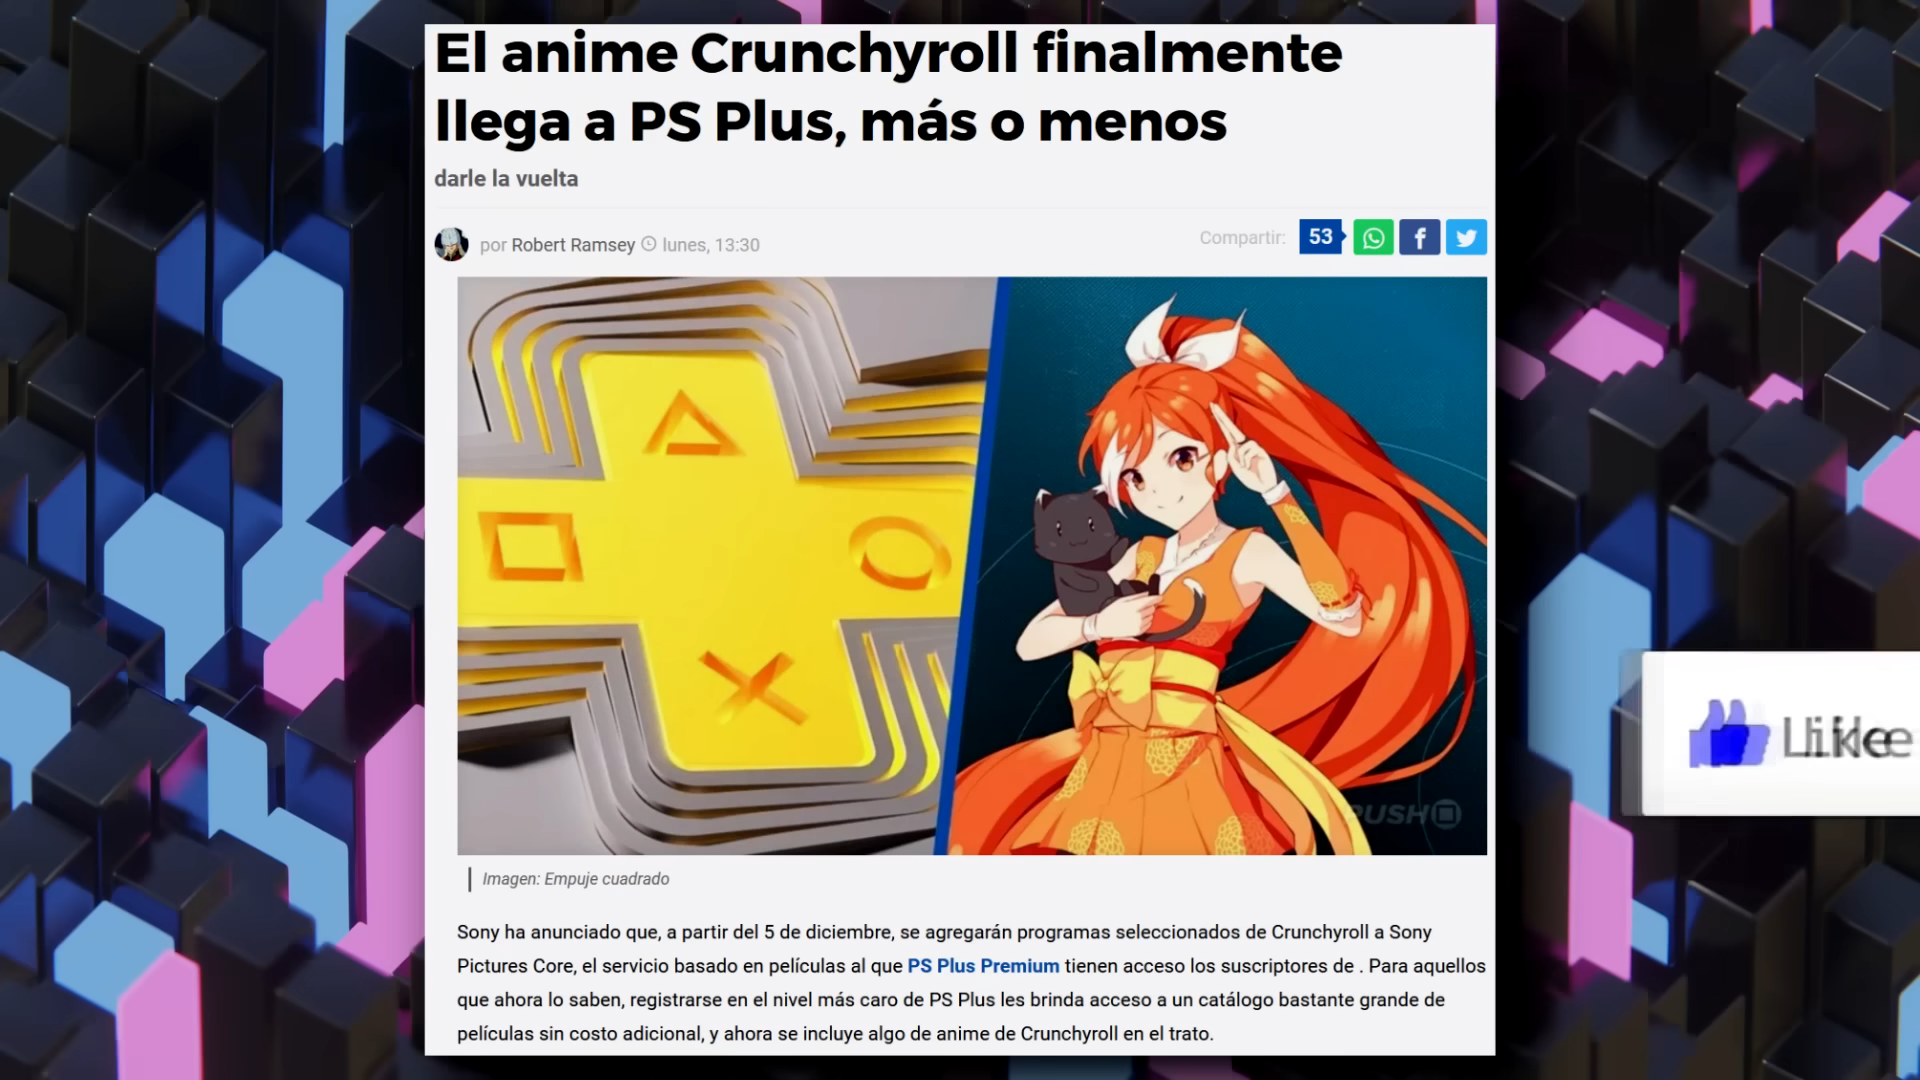 El anime Crunchyroll finalmente
llega a PS Plus, más o menos
darle la vuelta
por Robert Ramsey lunes, 13:30
Compartir: 53
PUSH
Like
Imagen: Empuje cuadrado
Sony ha anunciado que, a partir del 5 de diciembre, se agregarán programas seleccionados de Crunchyroll a Sony
Pictures Core, el servicio basado en películas al que PS Plus Premium tienen acceso los suscriptores de . Para aquellos
que ahora lo saben, registrarse en el nivel más caro de PS Plus les brinda acceso a un catálogo bastante grande de
películas sin costo adicional, y ahora se incluye algo de anime de Crunchyroll en el trato.